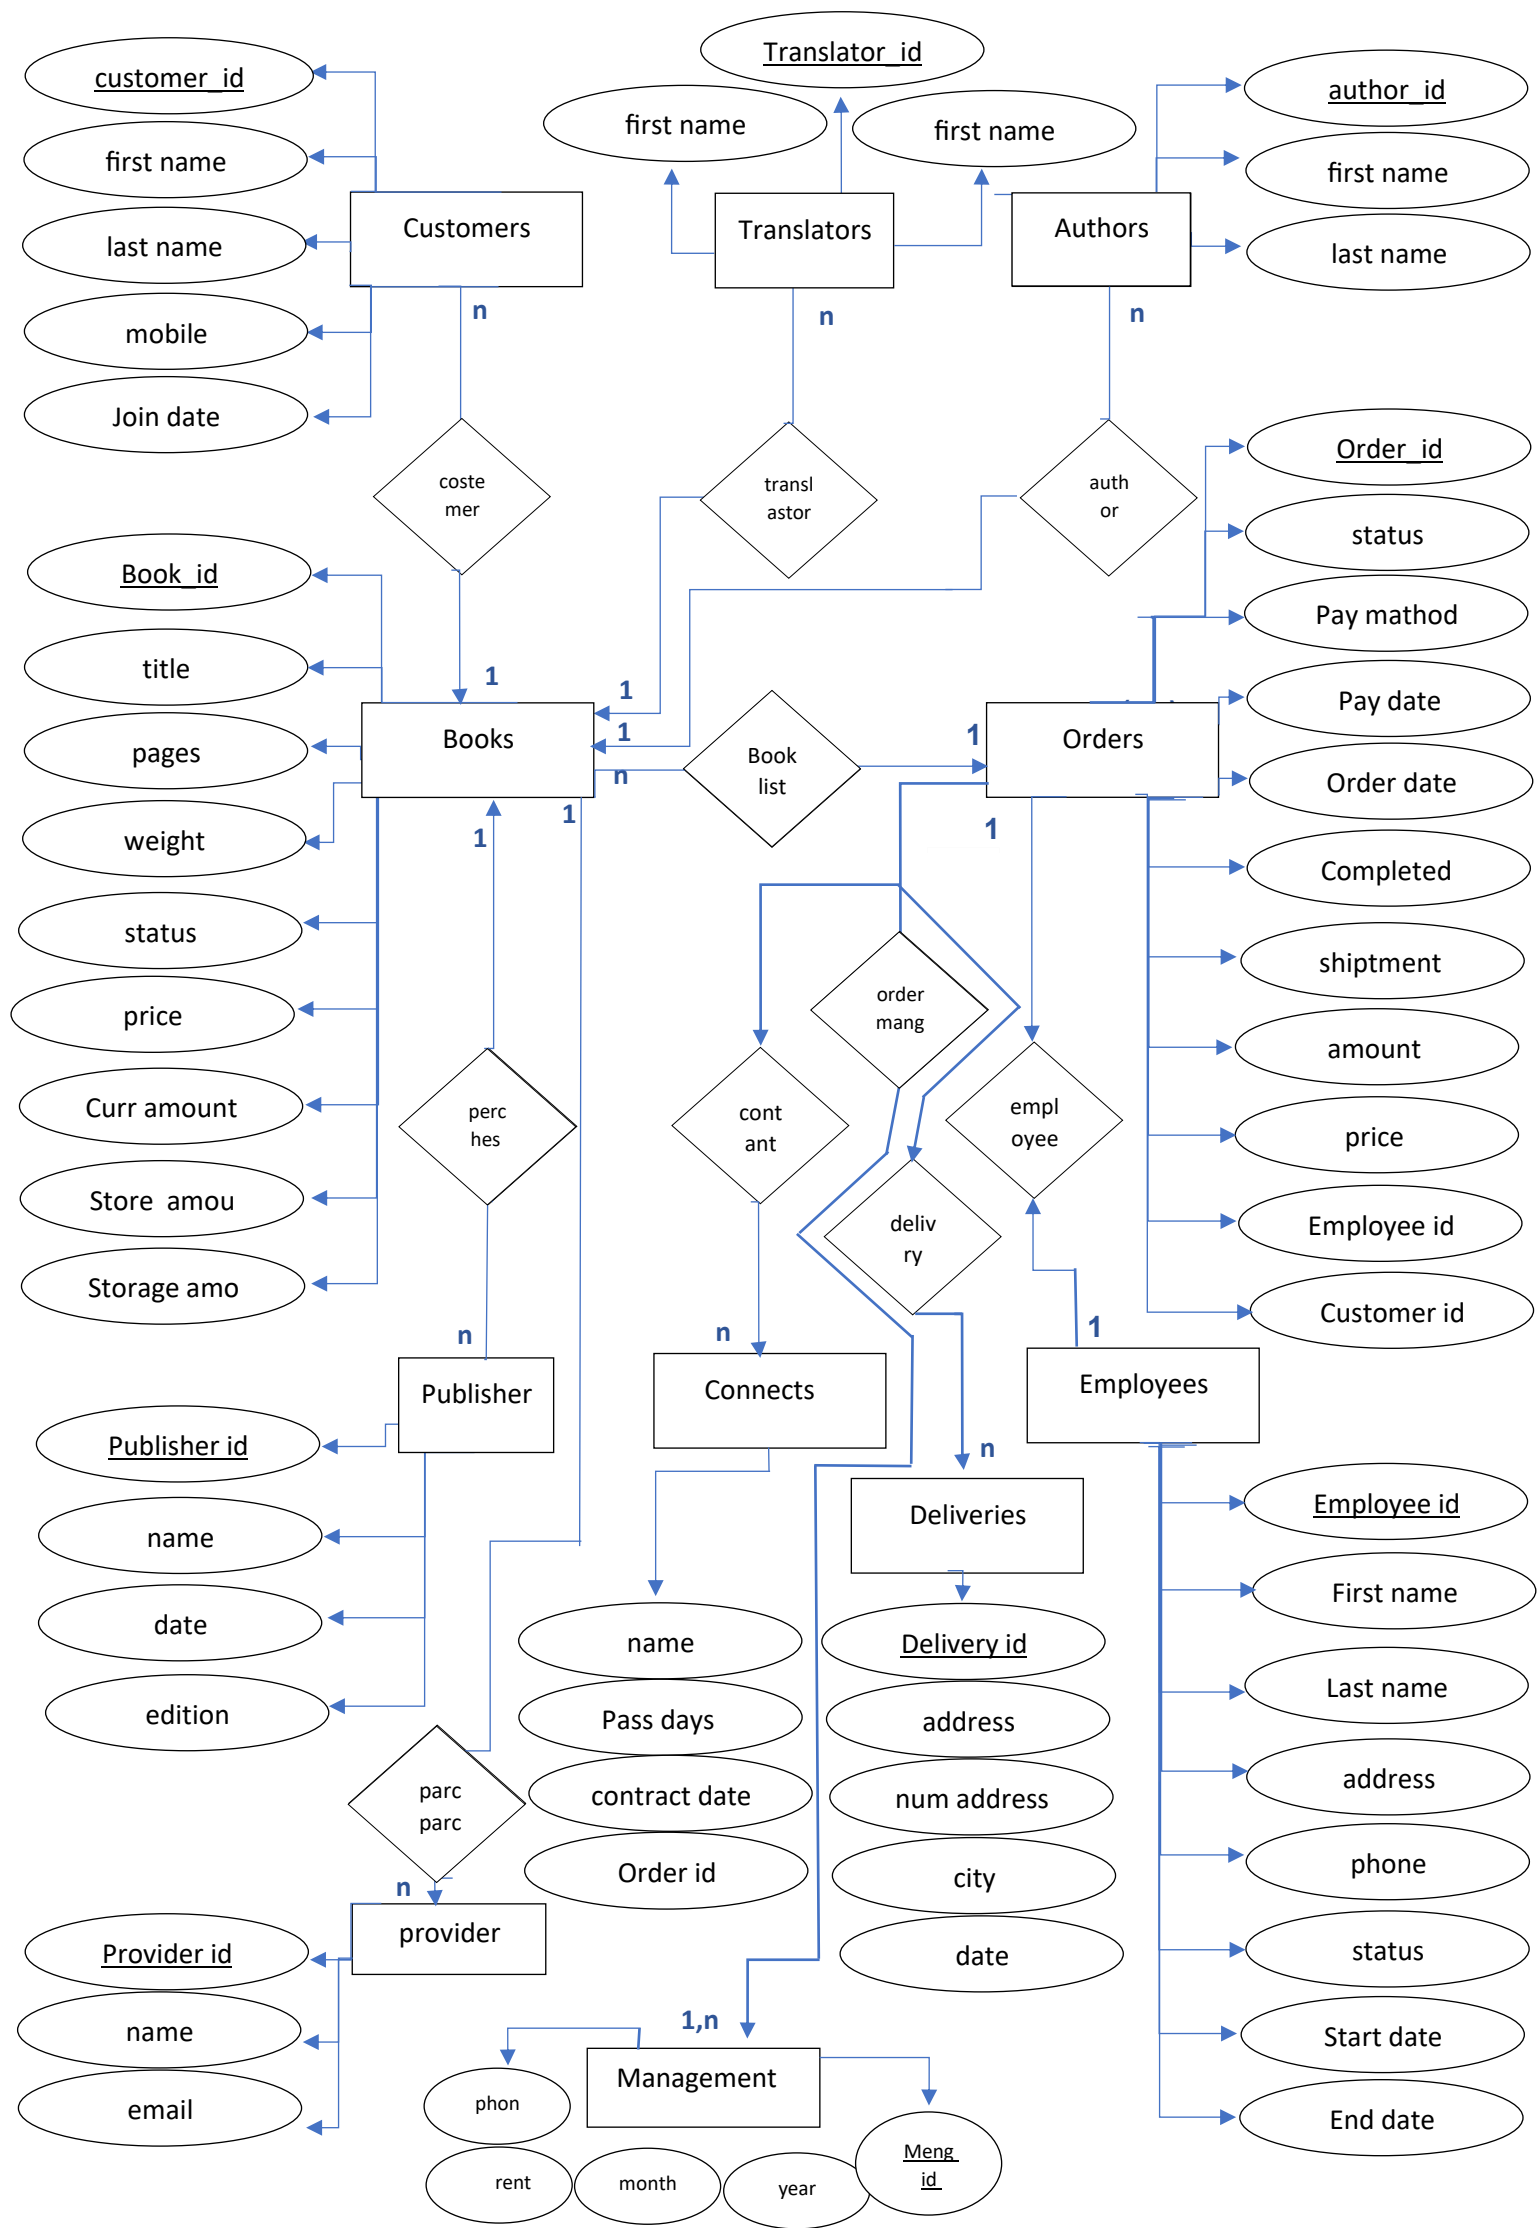 Translator_id
customer_id
author_id
first name
first name
first name
first name
Customers
Translators
Authors
last name
last name
n
n
n
mobile
Join date
Order_id
coste
mer
transl
astor
auth
or
status
Book_id
Pay mathod
title
1
1
Pay date
Books
1
1
Orders
pages
Book
list
n
Order date
1
1
1
weight
Completed
status
shiptment
order
mang
price
amount
Curr amount
perc
hes
cont
ant
empl
oyee
price
Store  amou
deliv
ry
Employee id
Storage amo
Customer id
n
n
1
Publisher
Connects
Employees
Publisher id
n
Deliveries
Employee id
name
First name
date
name
Delivery id
edition
Pass days
address
Last name
parc
parc
contract date
num address
address
Order id
city
phone
n
provider
Provider id
date
status
1,n
name
Start date
Management
phon
email
End date
Meng
id
rent
month
year